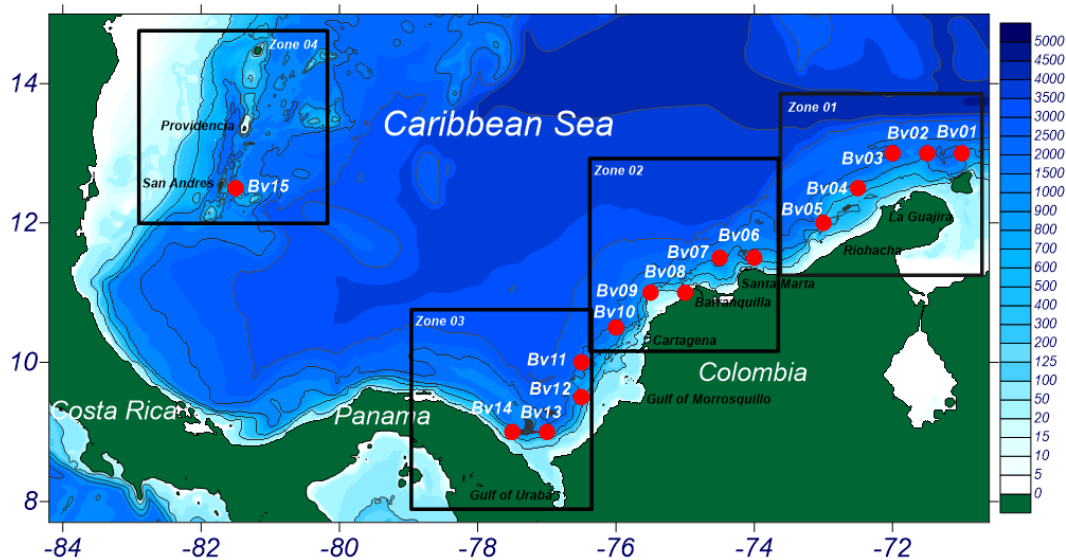 Zone 04
Providencia
San Andres
Bv15
Caribbean Sea
Zone 01
Bv02
Bv01
Bv03
Bv04
Bv05
La Guajira
Riohacha
Zone 02
Bv06
Bv07
Bv08
Santa Marta
Bv09
Barranquilla
Bv10
Cartagena
Zone 03
Bv11
Colombia
Bv12
Gulf of Morrosquillo
Costa Rica
Panama
Bv14
Bv13
Gulf of Uraba
14
12
10
8
-84
-82
-80
-78
-76
-74
-72
5000
4500
4000
3500
3000
2500
2000
1500
1000
900
800
700
600
500
400
300
200
125
100
50
20
15
10
5
0